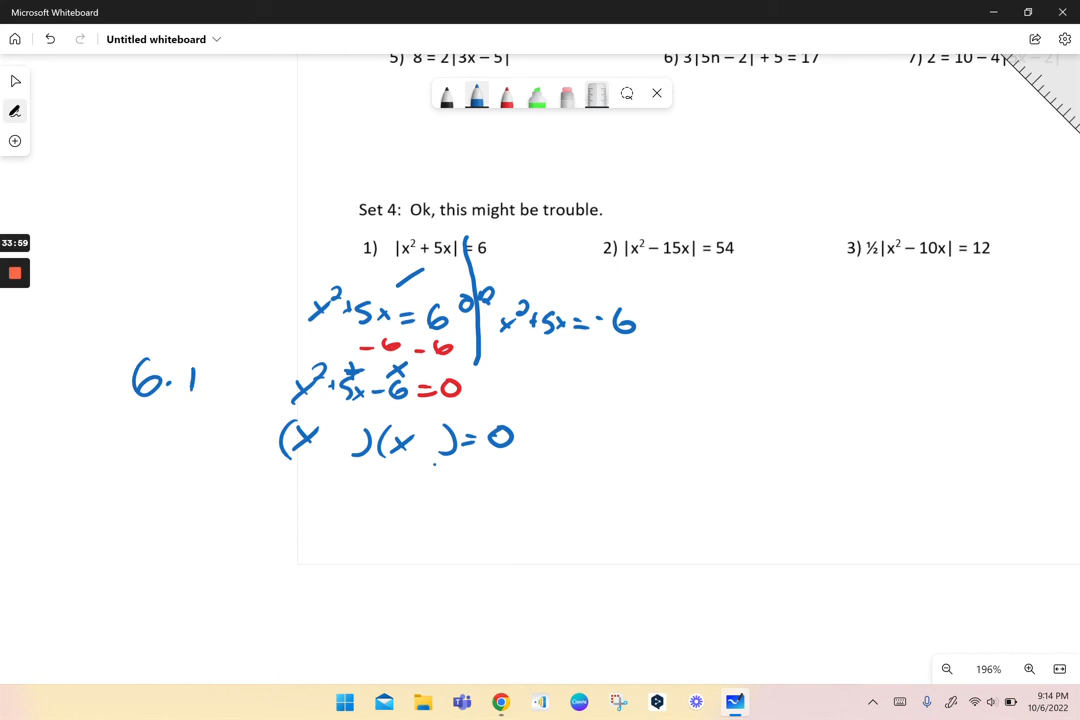 Microsoft Whiteboard
Untitled whiteboard
5) 8 = 2|3x – 5|
6) 3|5n – 2| + 5 = 17
7) 2 = 10 – 4|
33:59
Set 4: Ok, this might be trouble.
1) |x² + 5x| = 6
2) |x² – 15x| = 54
3) ½|x² – 10x| = 12
x² + 5x = 6
or
x² + 5x = -6
- 6 - 6
+ x
6 · 1
x² + 5x - 6 = 0
(x )(x ) = 0
196%
9:14 PM
10/6/2022